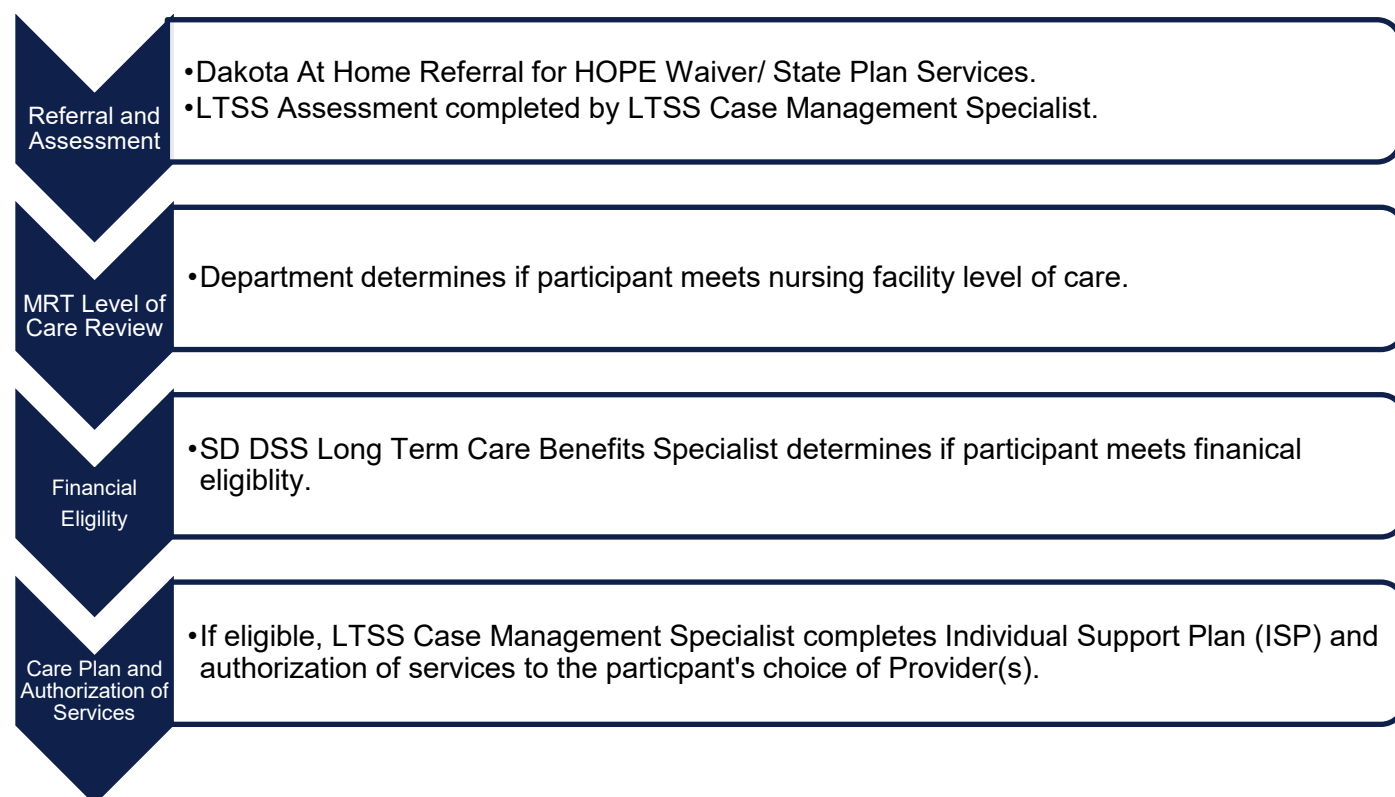 Referral and
Assessment
•Dakota At Home Referral for HOPE Waiver/ State Plan Services.
•LTSS Assessment completed by LTSS Case Management Specialist.
MRT Level of
Care Review
•Department determines if participant meets nursing facility level of care.
Financial
Eligility
•SD DSS Long Term Care Benefits Specialist determines if participant meets finanical
eligiblity.
Care Plan and
Authorization of
Services
•If eligible, LTSS Case Management Specialist completes Individual Support Plan (ISP) and
authorization of services to the particpant's choice of Provider(s).